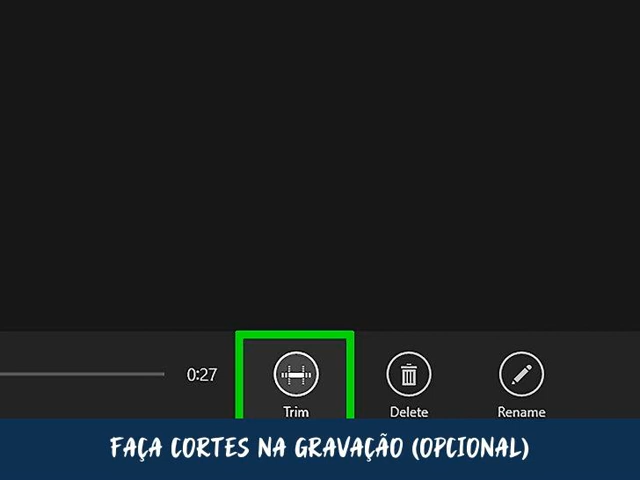 0:27
Trim
Delete
Rename
FAÇA CORTES NA GRAVAÇÃO (OPCIONAL)